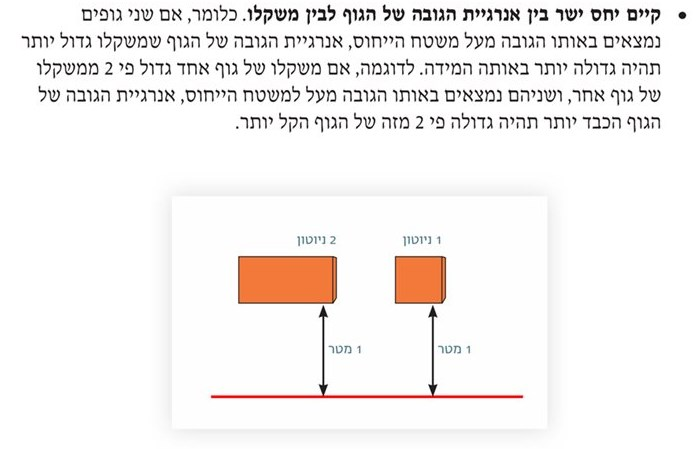 • קיים יחס ישר בין אנרגיית הגובה של הגוף לבין משקלו. כלומר, אם שני גופים
נמצאים באותו הגובה מעל משטח הייחוס, אנרגיית הגובה של הגוף שמשקלו גדול יותר
תהיה גדולה יותר באותה המידה. לדוגמה, אם משקלו של גוף אחד גדול פי 2 ממשקלו
של גוף אחר, ושניהם נמצאים באותו הגובה מעל למשטח הייחוס, אנרגיית הגובה של
הגוף הכבד יותר תהיה גדולה פי 2 מזה של הגוף הקל יותר.
1 ניוטון
2 ניוטון
1 מטר
1 מטר